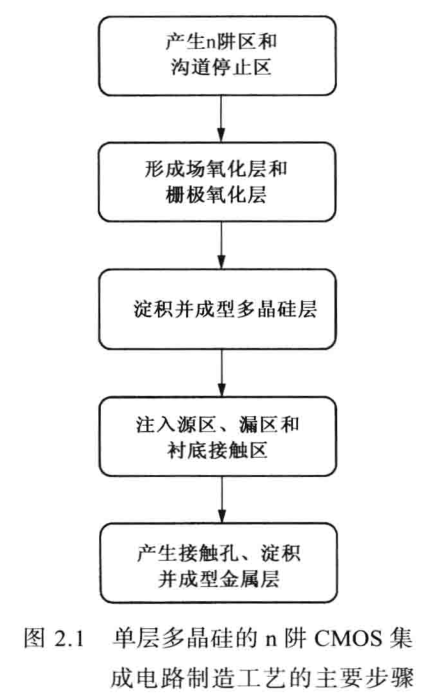 产生n阱区和
沟道停止区
形成场氧化层和
栅极氧化层
淀积并成型多晶硅层
注入源区、漏区和
衬底接触区
产生接触孔、淀积
并成型金属层
图 2.1 单层多晶硅的 n 阱 CMOS 集
成电路制造工艺的主要步骤